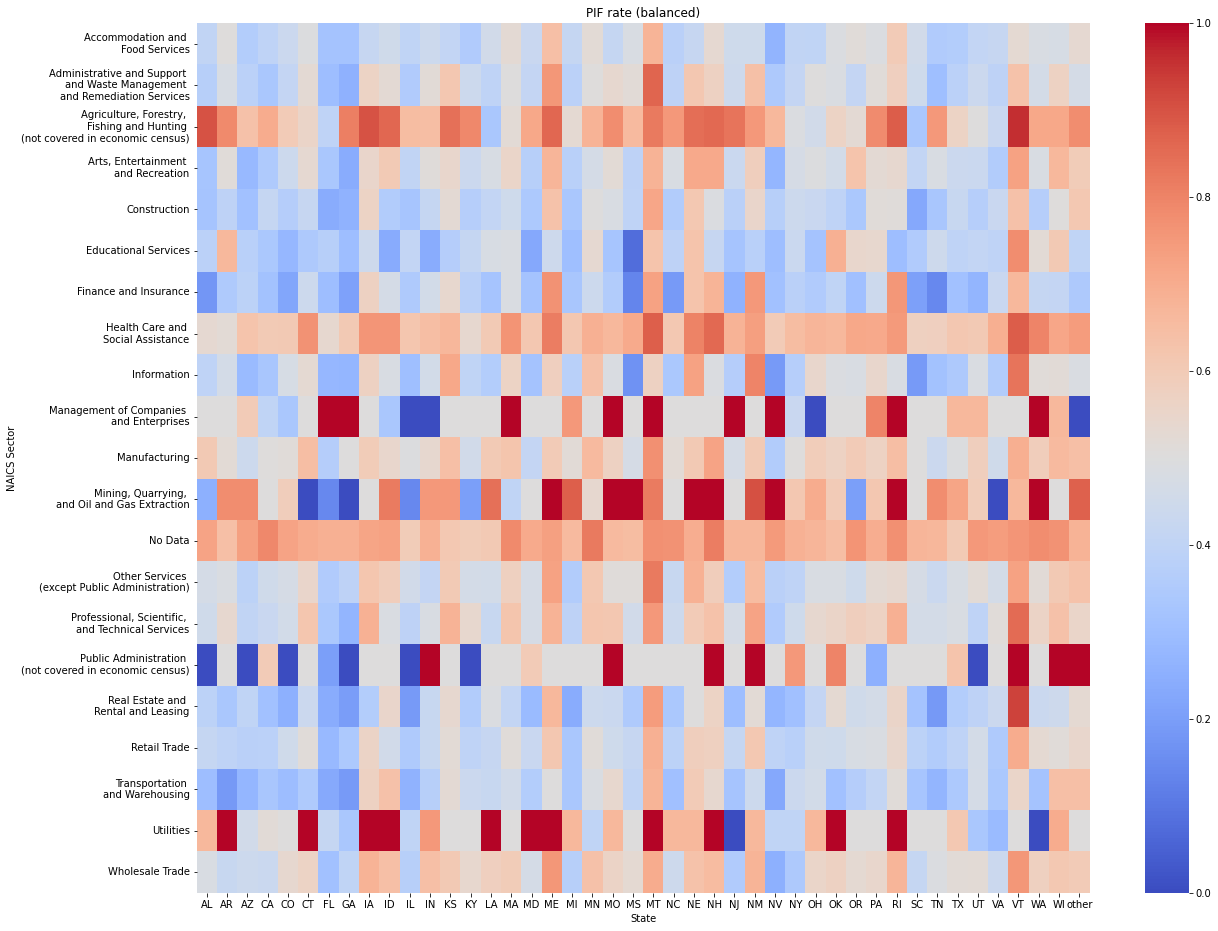 PIF rate (balanced)
Accommodation and
Food Services
Administrative and Support
and Waste Management
and Remediation Services
Agriculture, Forestry,
Fishing and Hunting
(not covered in economic census)
Arts, Entertainment
and Recreation
Construction
Educational Services
Finance and Insurance
Health Care and
Social Assistance
Information
Management of Companies
and Enterprises
Manufacturing
Mining, Quarrying,
and Oil and Gas Extraction
No Data
Other Services
(except Public Administration)
Professional, Scientific,
and Technical Services
Public Administration
(not covered in economic census)
Real Estate and
Rental and Leasing
Retail Trade
Transportation
and Warehousing
Utilities
Wholesale Trade
NAICS Sector
AL AR AZ CA CO CT FL GA IA ID IL IN KS KY LA MA MD ME MI MN MO MS MT NC NE NH NJ NM NV NY OH OK OR PA RI SC TN TX UT VA VT WA WI other
State
1.0
0.8
0.6
0.4
0.2
0.0